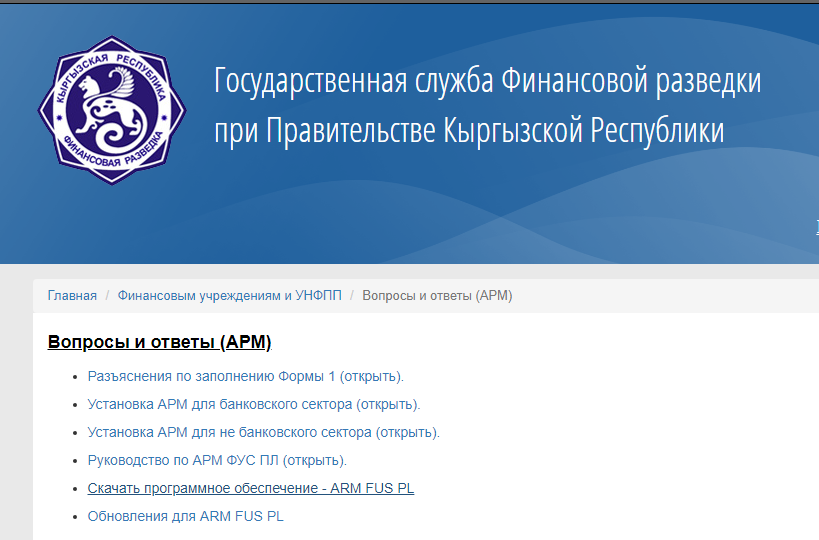 КЫРГЫЗСКАЯ РЕСПУБЛИКА
ФИНАНСОВАЯ РАЗВЕДКА
Государственная служба Финансовой разведки
при Правительстве Кыргызской Республики
Главная / Финансовым учреждениям и УНФПП / Вопросы и ответы (АРМ)
Вопросы и ответы (АРМ)
• Разъяснения по заполнению Формы 1 (открыть).
• Установка АРМ для банковского сектора (открыть).
• Установка АРМ для не банковского сектора (открыть).
• Руководство по АРМ ФУС ПЛ (открыть).
• Скачать программное обеспечение - ARM FUS PL
• Обновления для ARM FUS PL